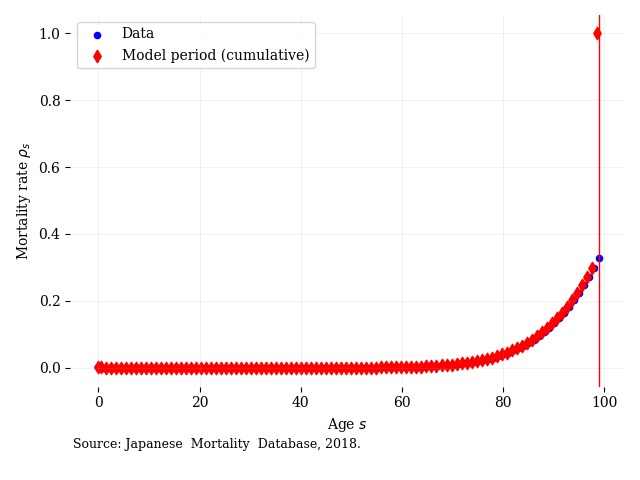 Data
Model period (cumulative)
1.0
0.8
0.6
0.4
0.2
0.0
Mortality rate ρₛ
0 20 40 60 80 100
Age s
Source: Japanese Mortality Database, 2018.